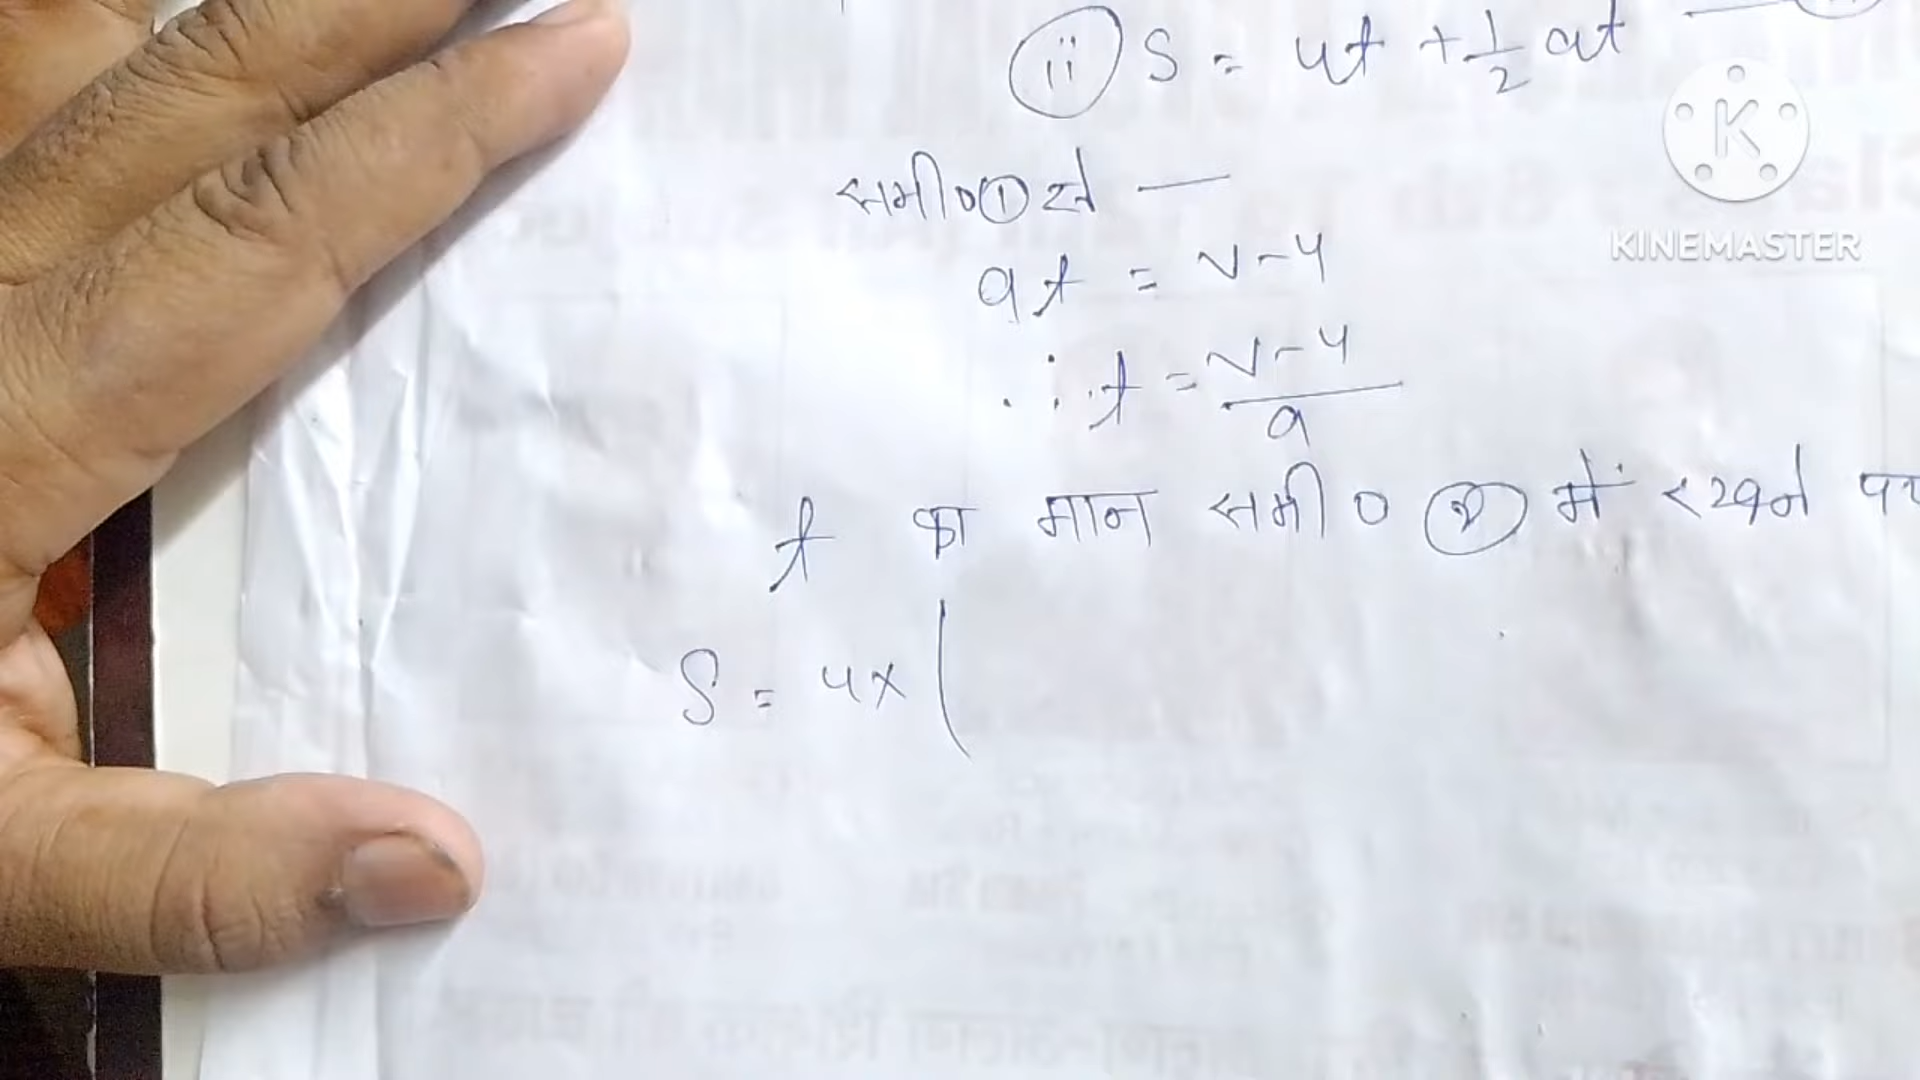 ii S = ut + 1/2 at
समी० ① से —
at = v-u
∴ t = v-u/a
t का मान समी० ② में रखने पर
S = u× (
K
KINEMASTER